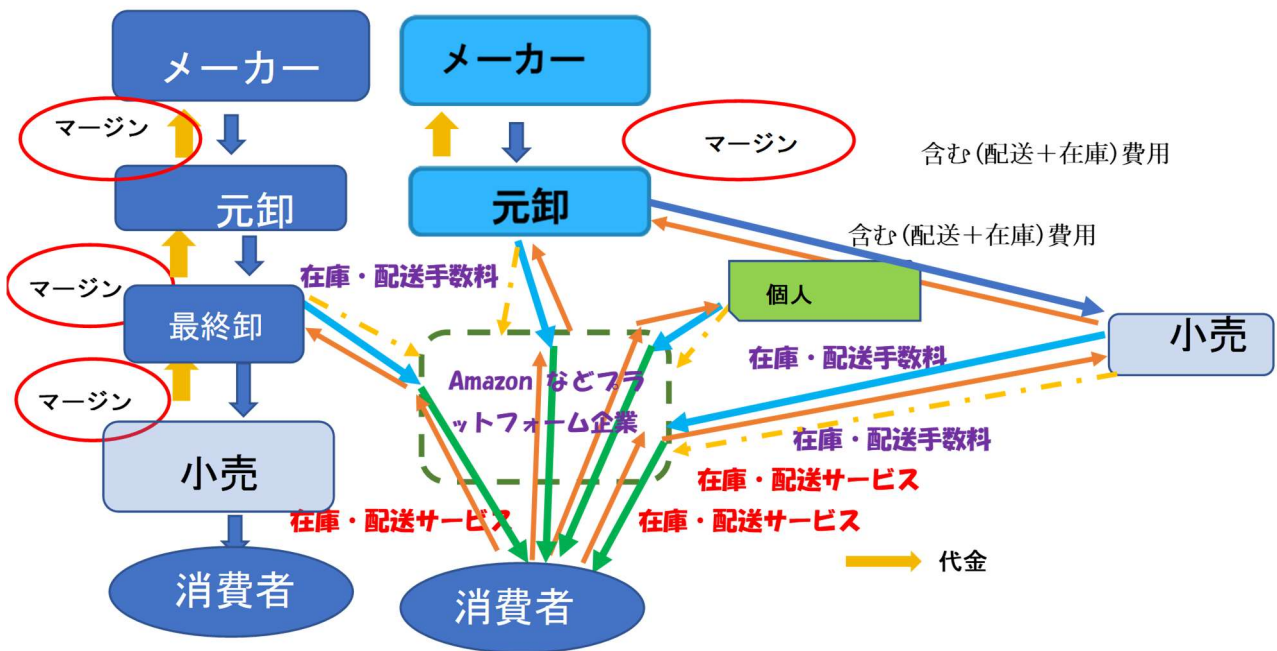 メーカー
メーカー
マージン
マージン
含む(配送＋在庫)費用
元卸
元卸
含む(配送＋在庫)費用
在庫・配送手数料
マージン
個人
最終卸
小売
在庫・配送手数料
Amazon などプラ
ットフォーム企業
マージン
在庫・配送手数料
小売
在庫・配送サービス
在庫・配送サービス
在庫・配送サービス
代金
消費者
消費者